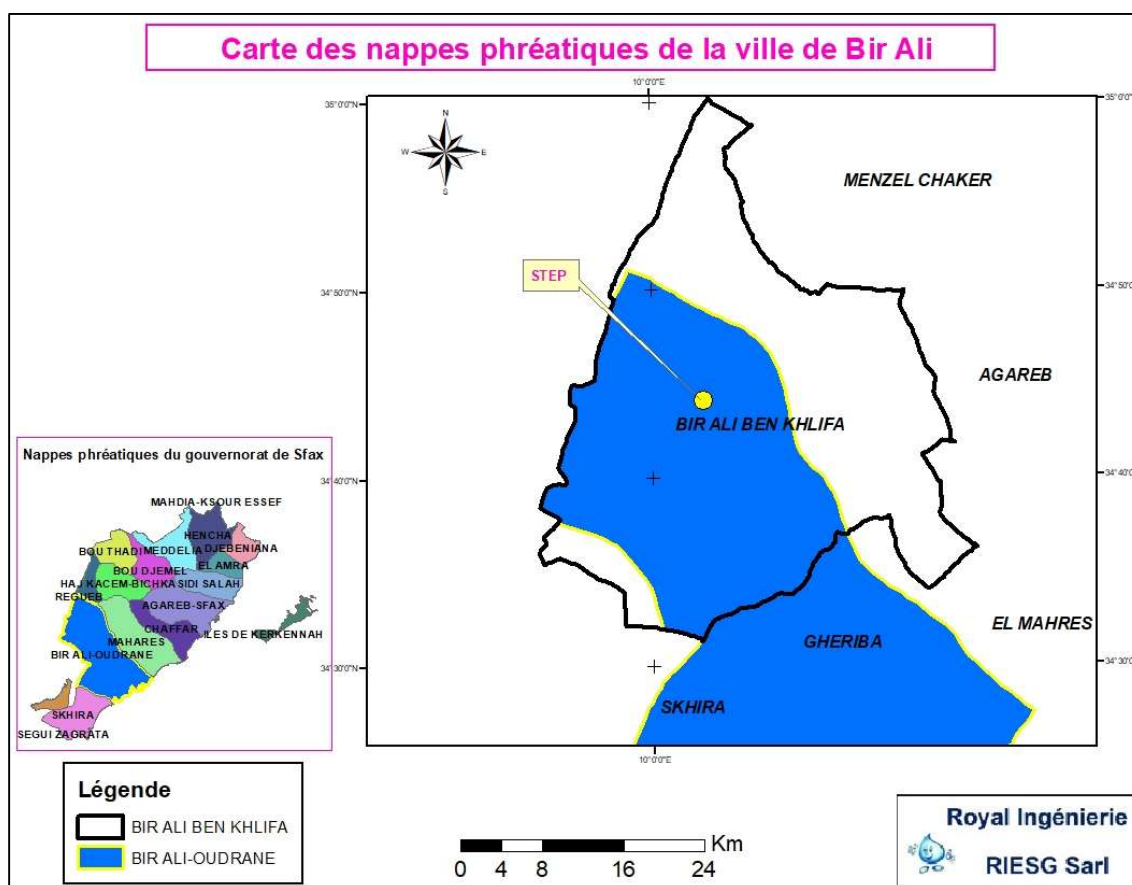 Carte des nappes phréatiques de la ville de Bir Ali
10°0'0"E
35°0'0"N
35°0'0"N
N
W
E
S
MENZEL CHAKER
STEP
34°50'0"N
34°50'0"N
AGAREB
BIR ALI BEN KHLIFA
34°40'0"N
34°40'0"N
EL MAHRES
GHERIBA
34°30'0"N
34°30'0"N
SKHIRA
10°0'0"E
Nappes phréatiques du gouvernorat de Sfax
MAHDIA-KSOUR ESSEF
HENCHA
BOU THADI
MEDDELIA
DJEBENIANA
EL AMRA
BOU DJEMEL
HAJ KACEM-BICHKA
SIDI SALAH
REGUEB
AGAREB-SFAX
CHAFFAR
ILES DE KERKENNAH
MAHARES
BIR ALI-OUDRANE
SKHIRA
SEGUI ZAGRATA
Légende
BIR ALI BEN KHLIFA
BIR ALI-OUDRANE
Km
0 4 8 16 24
Royal Ingénierie
RIESG Sarl